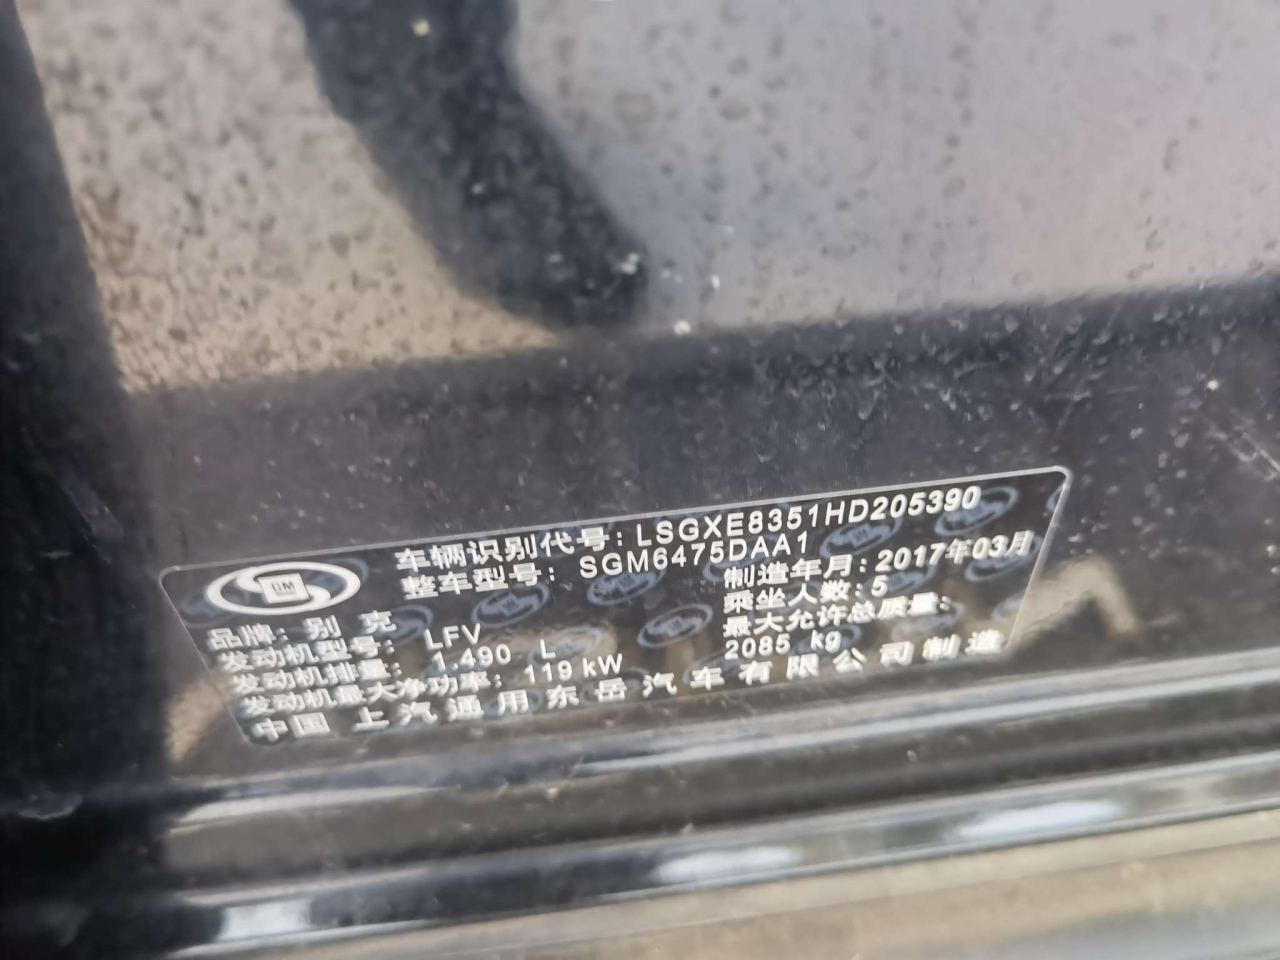 车辆识别代号: LSGXE8351HD205390
整车型号: SGM6475DAA1
GM
品牌: 别克
制造年月: 2017年03月
发动机型号: LFV
乘坐人数: 5
发动机排量: 1.490 L
最大允许总质量:
2085 kg
发动机最大净功率: 119 kW
中国 上汽通用东岳汽车有限公司制造